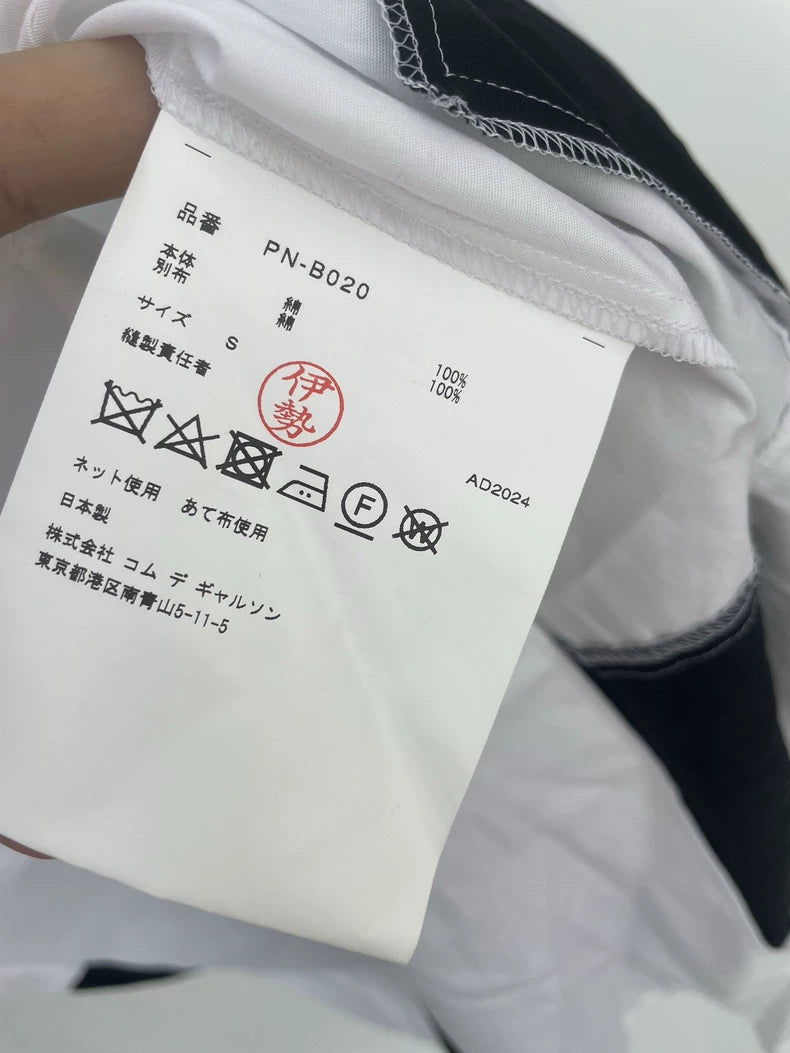 品番 PN-B020
本体 綿 100%
別布 綿 100%
サイズ S
縫製責任者 伊勢
AD2024
F
W
ネット使用 あて布使用
日本製
株式会社 コム デ ギャルソン
東京都港区南青山5-11-5